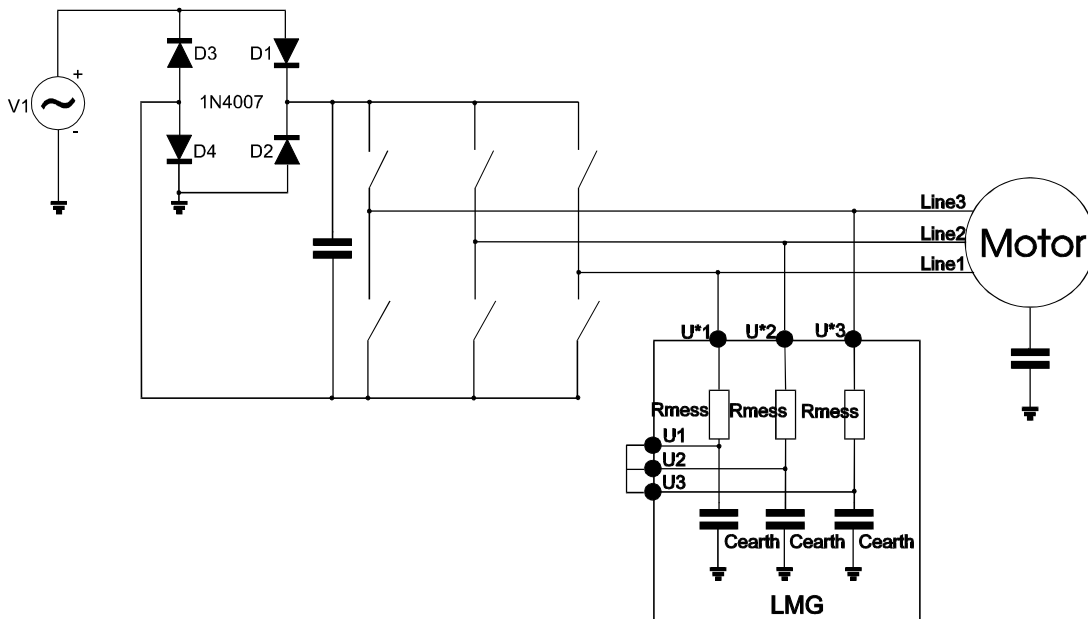 D3
D1
+
V1
1N4007
-
D4
D2
Line3
Line2
Motor
Line1
U*1
U*2
U*3
Rmess
Rmess
Rmess
U1
U2
U3
Cearth
Cearth
Cearth
LMG